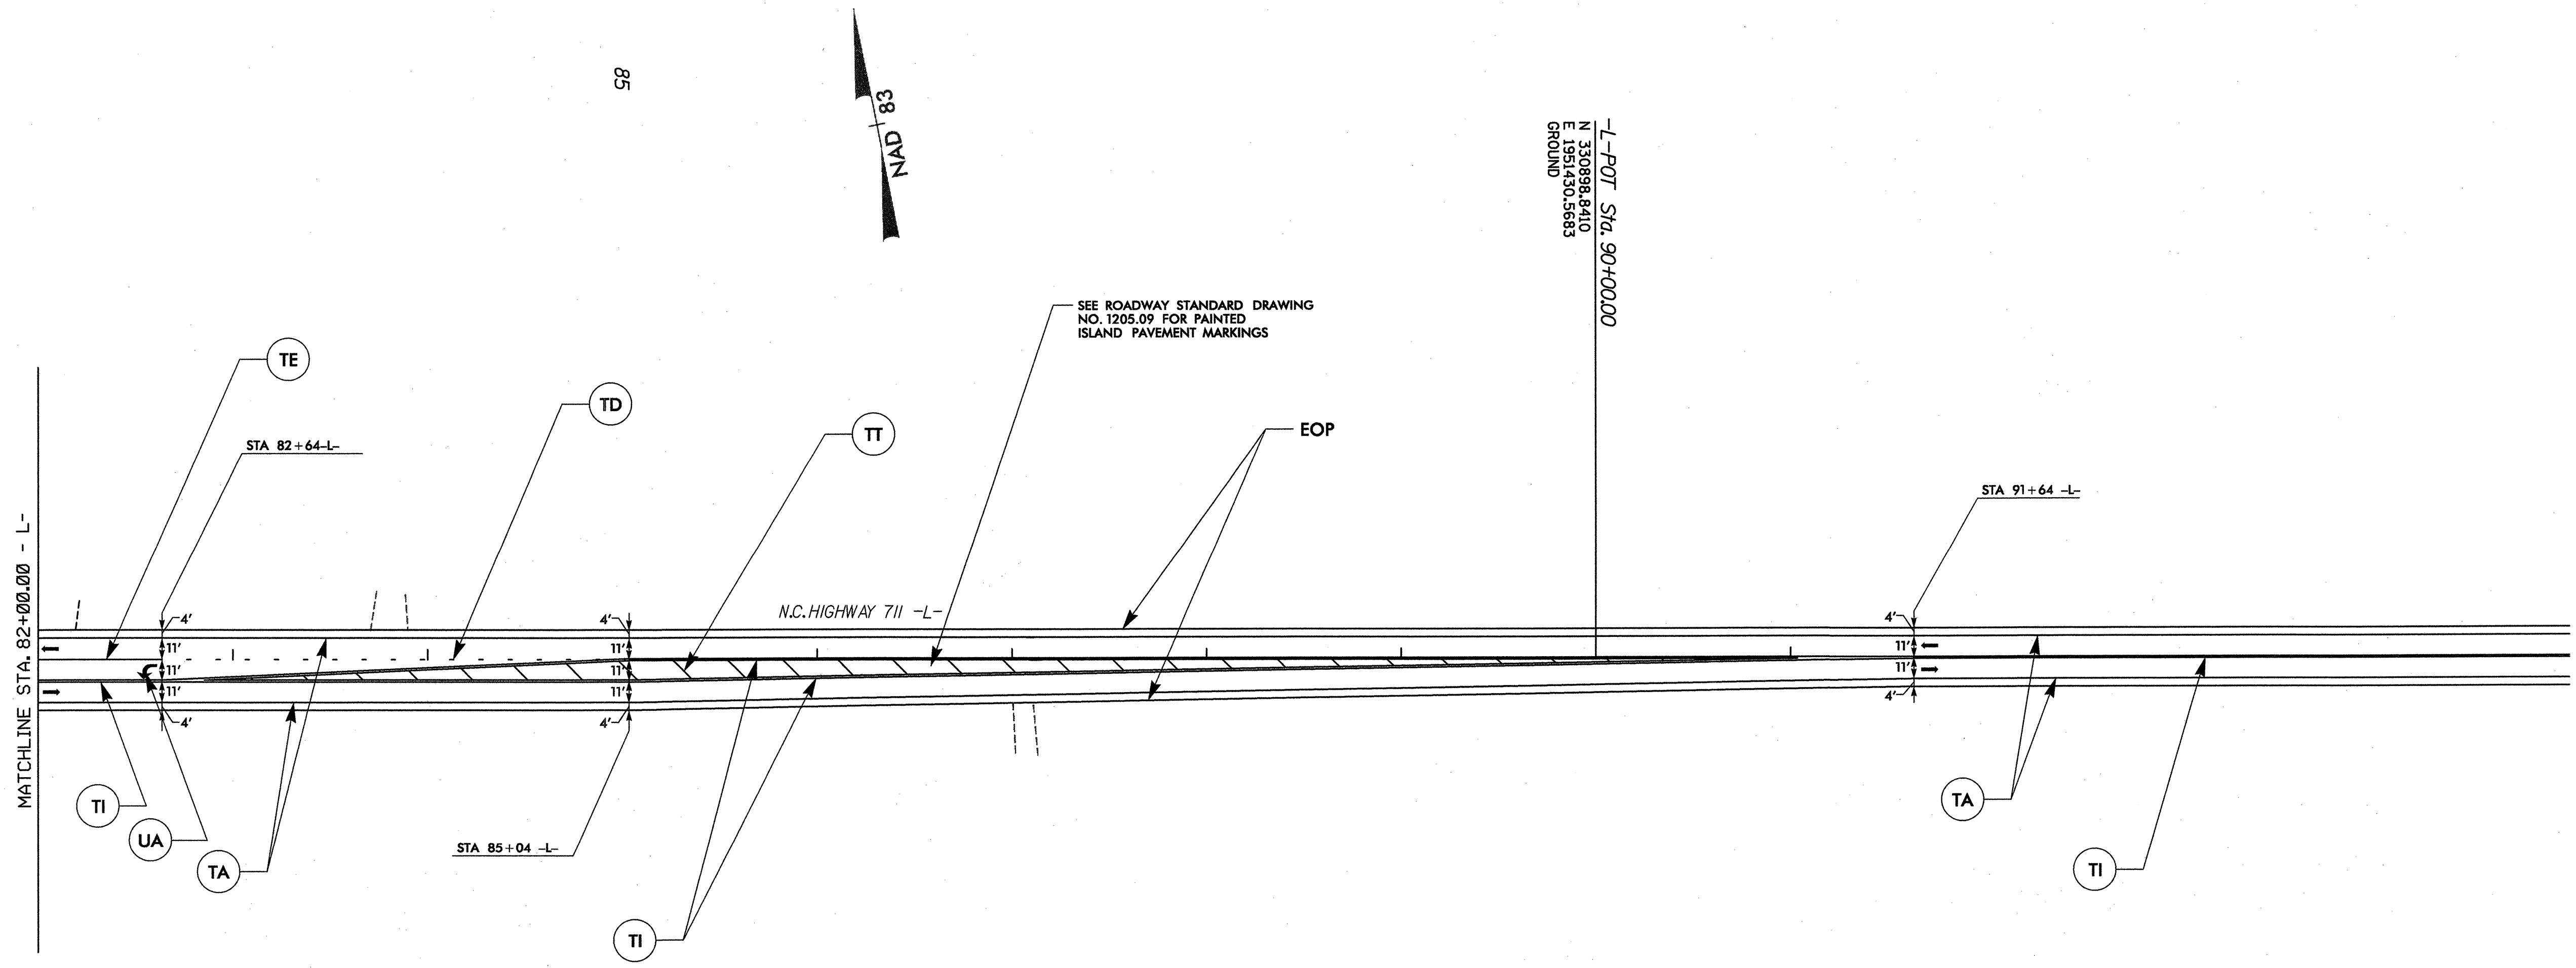 85
NAD 83
-L-POT Sta. 90+00.00
N 330898.8410
E 1951430.5683
GROUND
SEE ROADWAY STANDARD DRAWING
NO. 1205.09 FOR PAINTED
ISLAND PAVEMENT MARKINGS
TE
TD
TT
EOP
STA 82+64-L-
STA 91+64 -L-
MATCHLINE STA. 82+00.00 - L-
N.C. HIGHWAY 711 -L-
4'
11'
11'
11'
4'
4'
11'
11'
11'
4'
4'
11'
11'
4'
TI
UA
TA
STA 85+04 -L-
TI
TA
TI